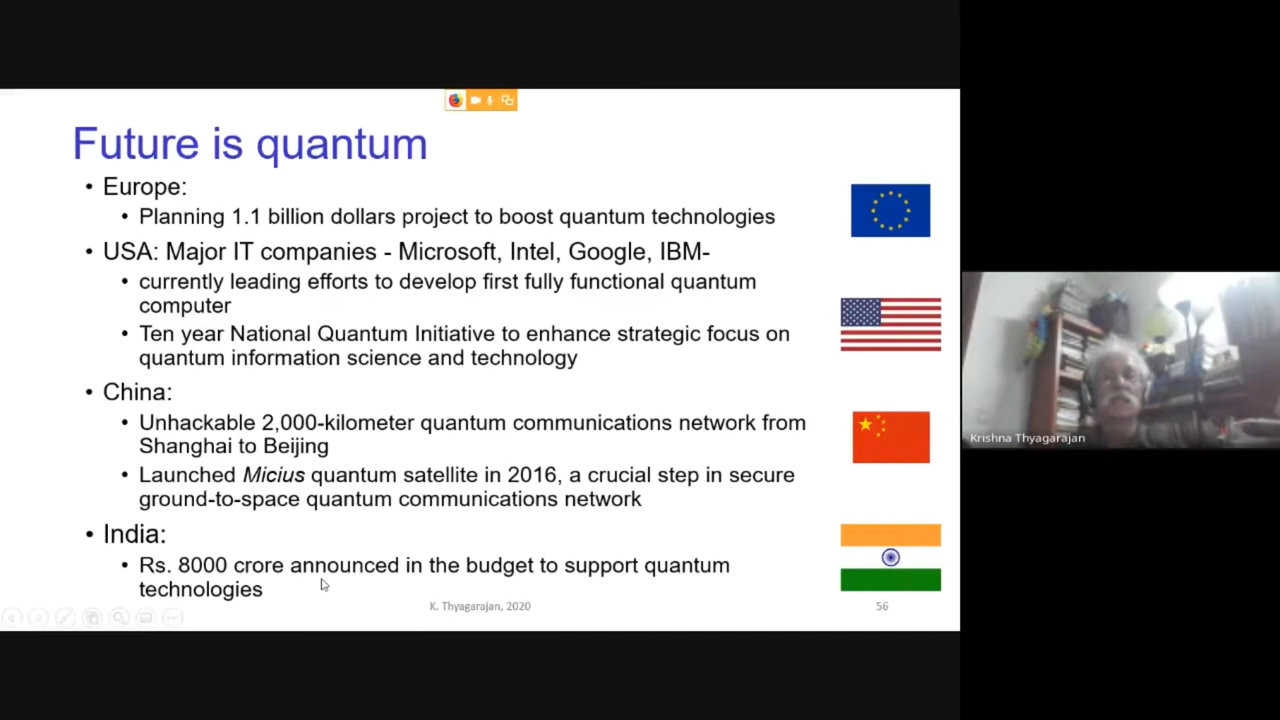 Future is quantum
• Europe:
• Planning 1.1 billion dollars project to boost quantum technologies
• USA: Major IT companies - Microsoft, Intel, Google, IBM-
• currently leading efforts to develop first fully functional quantum
computer
• Ten year National Quantum Initiative to enhance strategic focus on
quantum information science and technology
• China:
• Unhackable 2,000-kilometer quantum communications network from
Shanghai to Beijing
• Launched Micius quantum satellite in 2016, a crucial step in secure
ground-to-space quantum communications network
• India:
• Rs. 8000 crore announced in the budget to support quantum
technologies
K. Thyagarajan, 2020
56
Krishna Thyagarajan